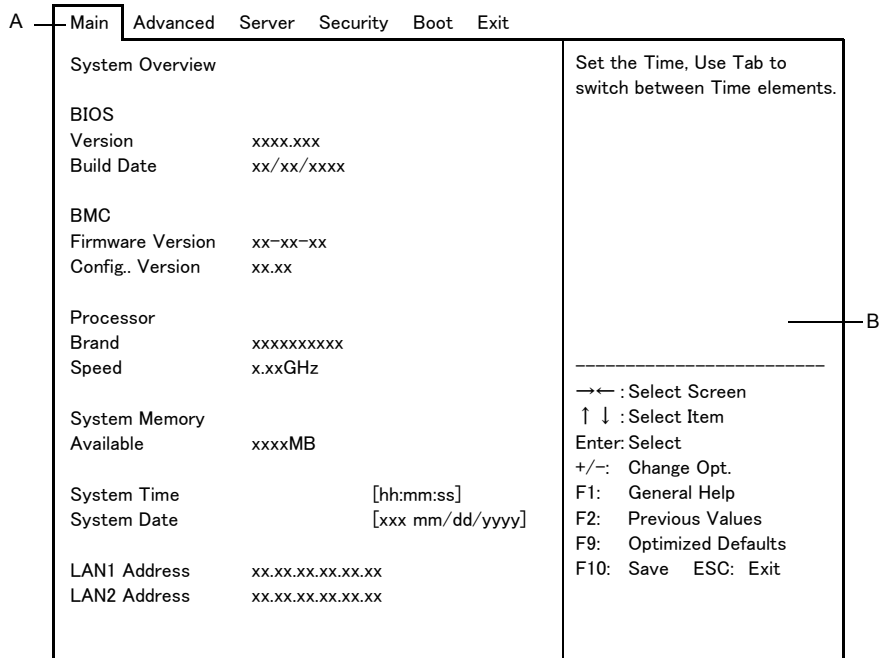 A Main Advanced Server Security Boot Exit
System Overview
BIOS
Version xxxx.xxx
Build Date xx/xx/xxxx
BMC
Firmware Version xx-xx-xx
Config.. Version xx.xx
Processor
Brand xxxxxxxxxx
Speed x.xxGHz
System Memory
Available xxxxMB
System Time [hh:mm:ss]
System Date [xxx mm/dd/yyyy]
LAN1 Address xx.xx.xx.xx.xx.xx
LAN2 Address xx.xx.xx.xx.xx.xx
Set the Time, Use Tab to
switch between Time elements.
B
-------------------------
→← : Select Screen
↑↓ : Select Item
Enter: Select
+/-: Change Opt.
F1: General Help
F2: Previous Values
F9: Optimized Defaults
F10: Save ESC: Exit